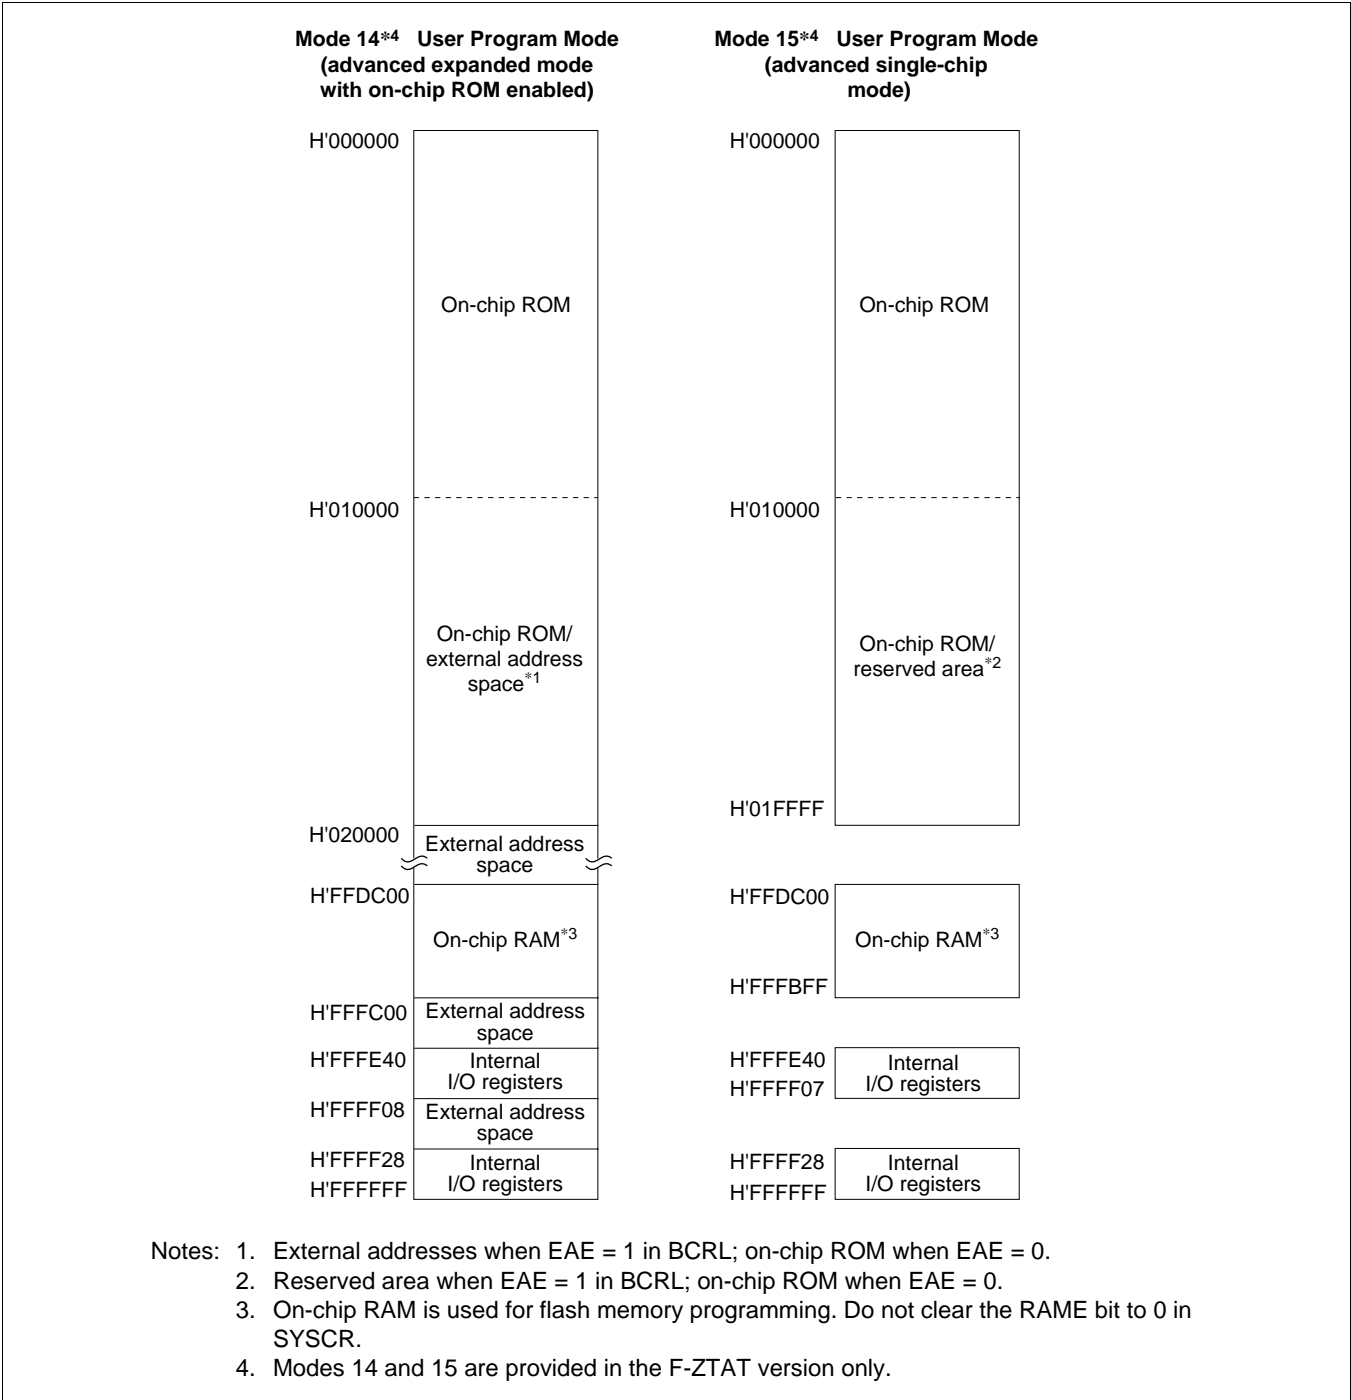 Mode 14*4 User Program Mode
(advanced expanded mode
with on-chip ROM enabled)
H'000000
On-chip ROM
H'010000
On-chip ROM/
external address
space*1
H'020000
External address
space
H'FFDC00
On-chip RAM*3
H'FFFC00
External address
space
H'FFFE40
Internal
I/O registers
H'FFFF08
External address
space
H'FFFF28
Internal
I/O registers
H'FFFFFF
Mode 15*4 User Program Mode
(advanced single-chip
mode)
H'000000
On-chip ROM
H'010000
On-chip ROM/
reserved area*2
H'01FFFF
H'FFDC00
On-chip RAM*3
H'FFFBFF
H'FFFE40
Internal
I/O registers
H'FFFF07
H'FFFF28
Internal
I/O registers
H'FFFFFF
Notes: 1. External addresses when EAE = 1 in BCRL; on-chip ROM when EAE = 0.
2. Reserved area when EAE = 1 in BCRL; on-chip ROM when EAE = 0.
3. On-chip RAM is used for flash memory programming. Do not clear the RAME bit to 0 in
SYSCR.
4. Modes 14 and 15 are provided in the F-ZTAT version only.